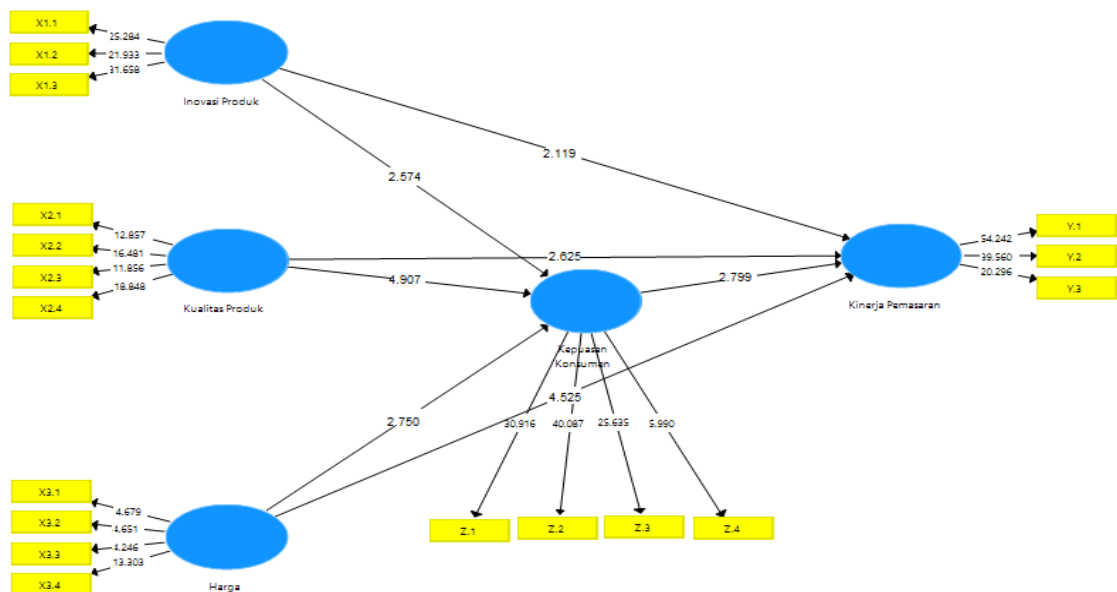 X1.1
25.284
X1.2
21.933
X1.3
31.658
Inovasi Produk
2.119
2.574
X2.1
12.857
X2.2
16.481
X2.3
11.856
X2.4
18.848
Kualitas Produk
2.625
4.907
2.799
Kepuasan
Konsumen
Y.1
54.242
Y.2
39.560
Y.3
20.296
Kinerja Pemasaran
4.525
2.750
30.916
40.087
25.635
5.990
Z.1
Z.2
Z.3
Z.4
X3.1
4.679
X3.2
4.651
X3.3
4.246
X3.4
13.303
Harga